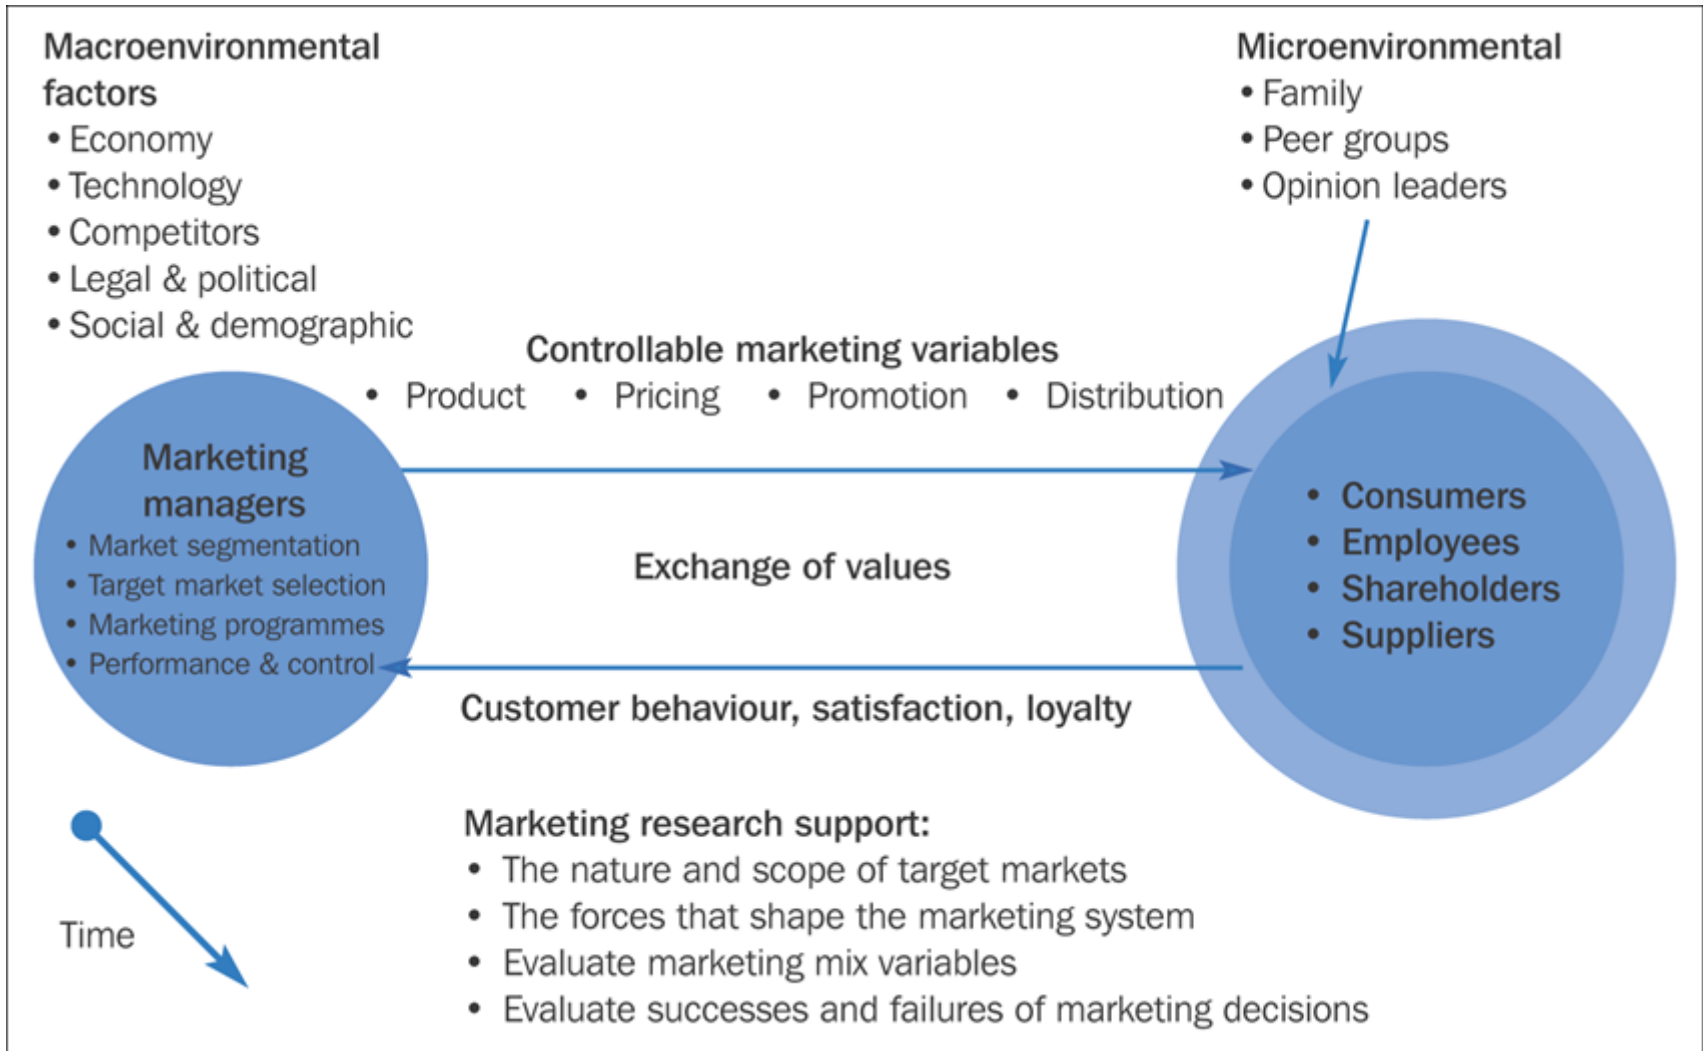 Macroenvironmental
factors
• Economy
• Technology
• Competitors
• Legal & political
• Social & demographic
Microenvironmental
• Family
• Peer groups
• Opinion leaders
Controllable marketing variables
• Product • Pricing • Promotion • Distribution
Marketing
managers
• Market segmentation
• Target market selection
• Marketing programmes
• Performance & control
Exchange of values
• Consumers
• Employees
• Shareholders
• Suppliers
Customer behaviour, satisfaction, loyalty
Time
Marketing research support:
• The nature and scope of target markets
• The forces that shape the marketing system
• Evaluate marketing mix variables
• Evaluate successes and failures of marketing decisions